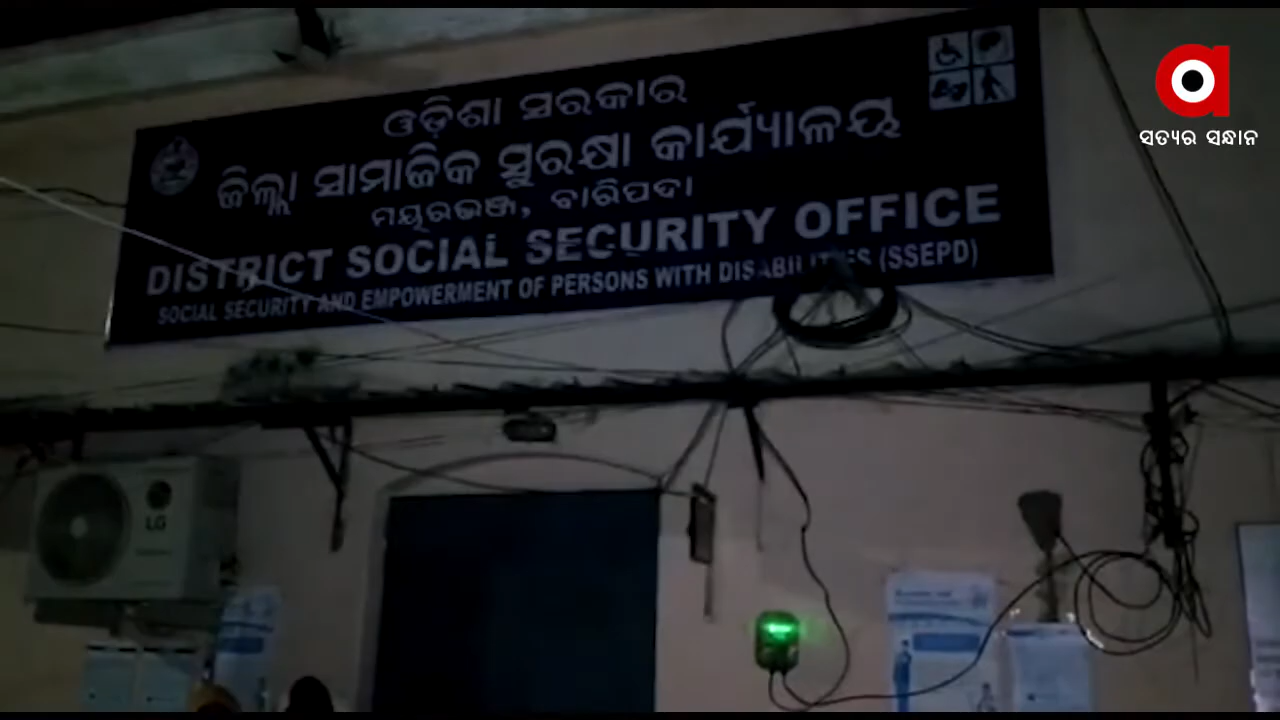 ଓଡ଼ିଶା ସରକାର
ଜିଲ୍ଲା ସାମାଜିକ ସୁରକ୍ଷା କାର୍ଯ୍ୟାଳୟ
ମୟୂରଭଞ୍ଜ, ବାରିପଦା
DISTRICT SOCIAL SECURITY OFFICE
SOCIAL SECURITY AND EMPOWERMENT OF PERSONS WITH DISABILITIES (SSEPD)
ସତ୍ୟର ସନ୍ଧାନ
LG